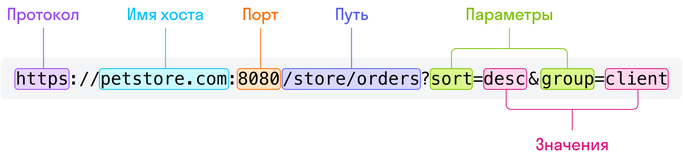 Протокол Имя хоста Порт Путь Параметры
https://petstore.com:8080/store/orders?sort=desc&group=client
Значения